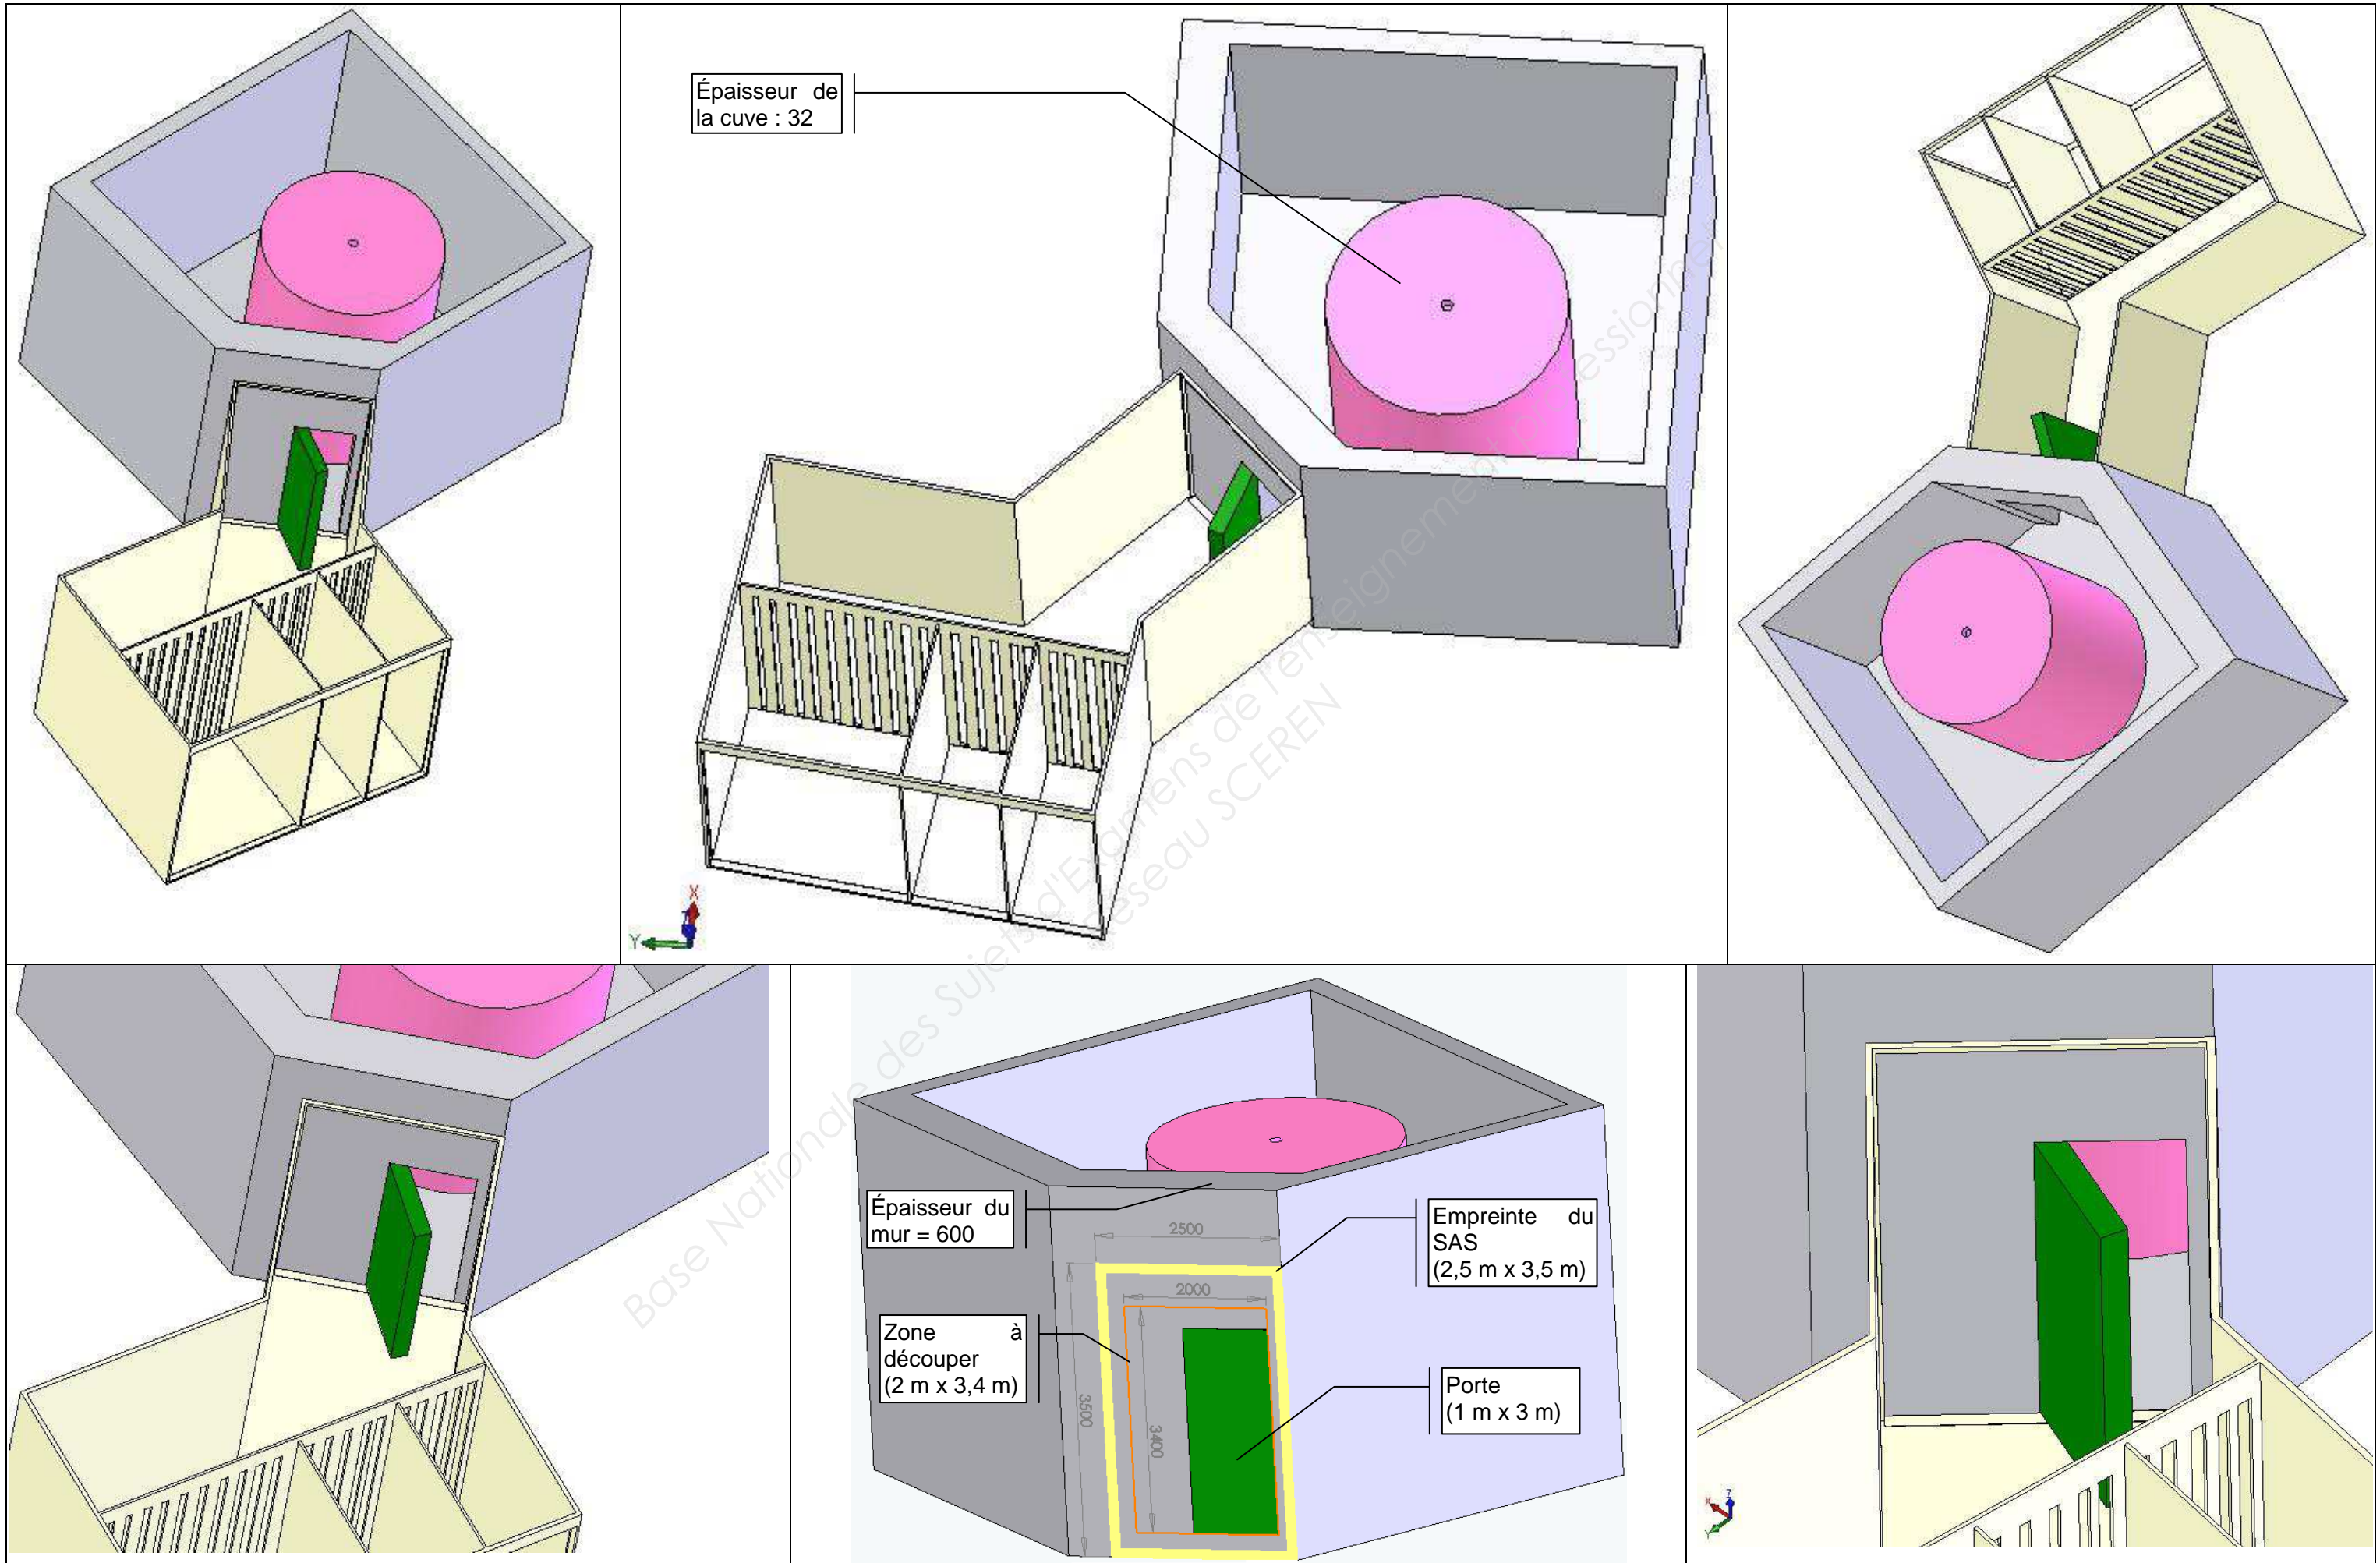 Épaisseur de
la cuve : 32
X
Y
Épaisseur du
mur = 600
2500
Empreinte du
SAS
(2,5 m x 3,5 m)
2000
Zone à
découper
(2 m x 3,4 m)
3500
3400
Porte
(1 m x 3 m)
X
Z
Y
Base Nationale des Sujets d'Examens de l'enseignement professionnel
Réseau SCEREN